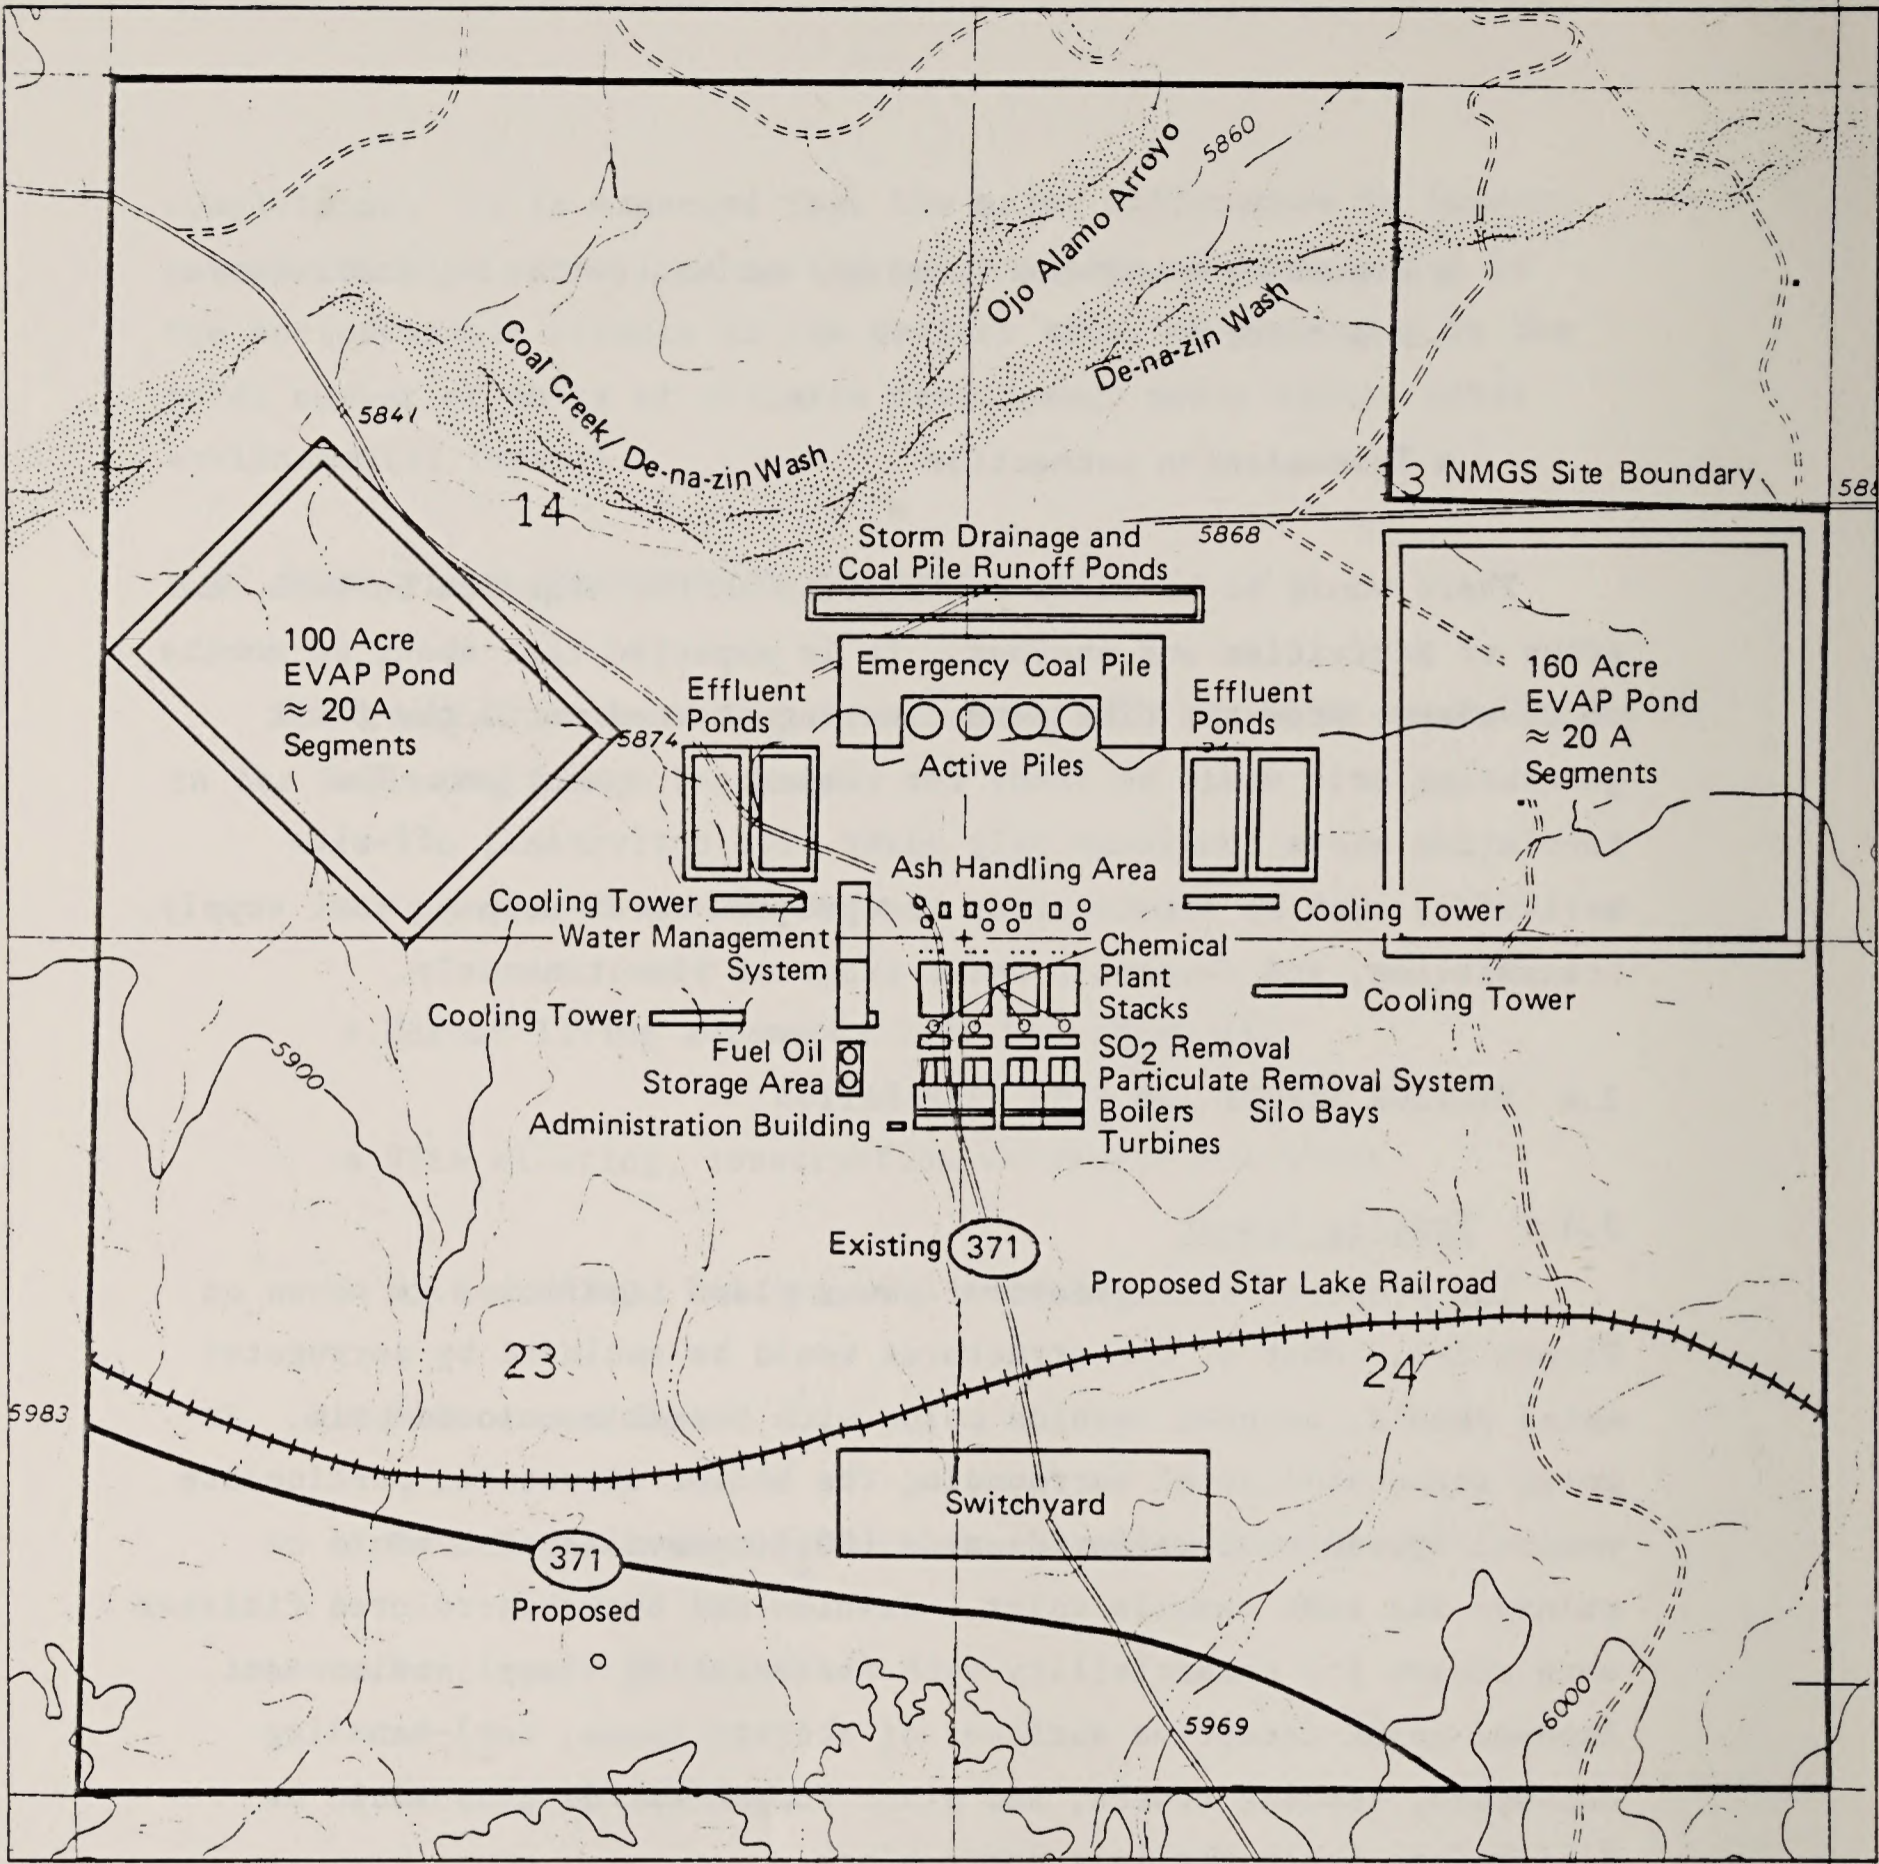 Ojo Alamo Arroyo
5860
De-na-zin Wash
Coal Creek/ De-na-zin Wash
5841
14
13
NMGS Site Boundary
5868
Storm Drainage and
Coal Pile Runoff Ponds
100 Acre
EVAP Pond
≈ 20 A
Segments
5874
Effluent
Ponds
Emergency Coal Pile
Active Piles
Effluent
Ponds
160 Acre
EVAP Pond
≈ 20 A
Segments
Ash Handling Area
Cooling Tower
Cooling Tower
Water Management
System
Chemical
Plant
Stacks
Cooling Tower
Cooling Tower
5900
Fuel Oil
Storage Area
SO2 Removal
Particulate Removal System
Boilers Silo Bays
Turbines
Administration Building
Existing
371
Proposed Star Lake Railroad
23
24
5983
Switchyard
371
Proposed
5969
6000